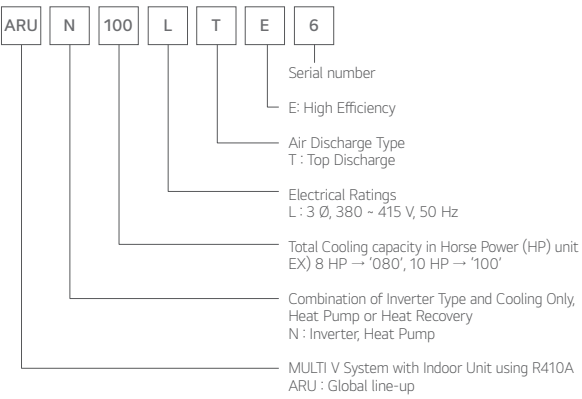 ARU N 100 L T E 6
Serial number
E: High Efficiency
Air Discharge Type
T : Top Discharge
Electrical Ratings
L : 3 Ø, 380 ~ 415 V, 50 Hz
Total Cooling capacity in Horse Power (HP) unit
EX) 8 HP → '080', 10 HP → '100'
Combination of Inverter Type and Cooling Only,
Heat Pump or Heat Recovery
N : Inverter, Heat Pump
MULTI V System with Indoor Unit using R410A
ARU : Global line-up